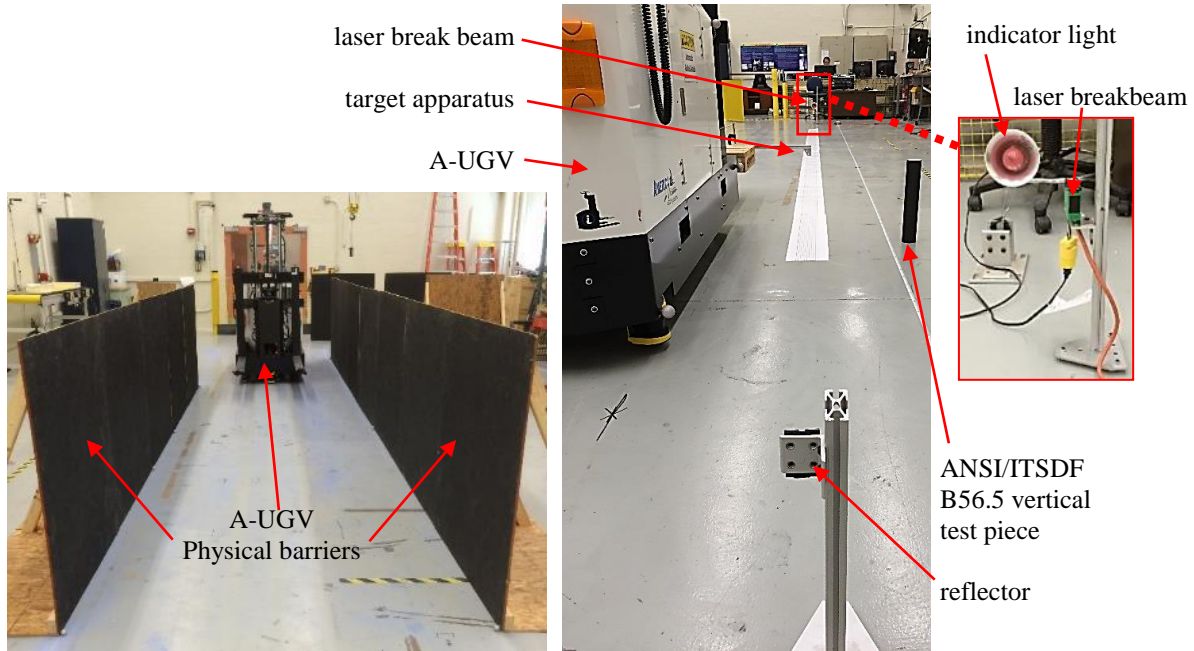 laser break beam
target apparatus
A-UGV
indicator light
laser breakbeam
A-UGV
Physical barriers
ANSI/ITSDF
B56.5 vertical
test piece
reflector